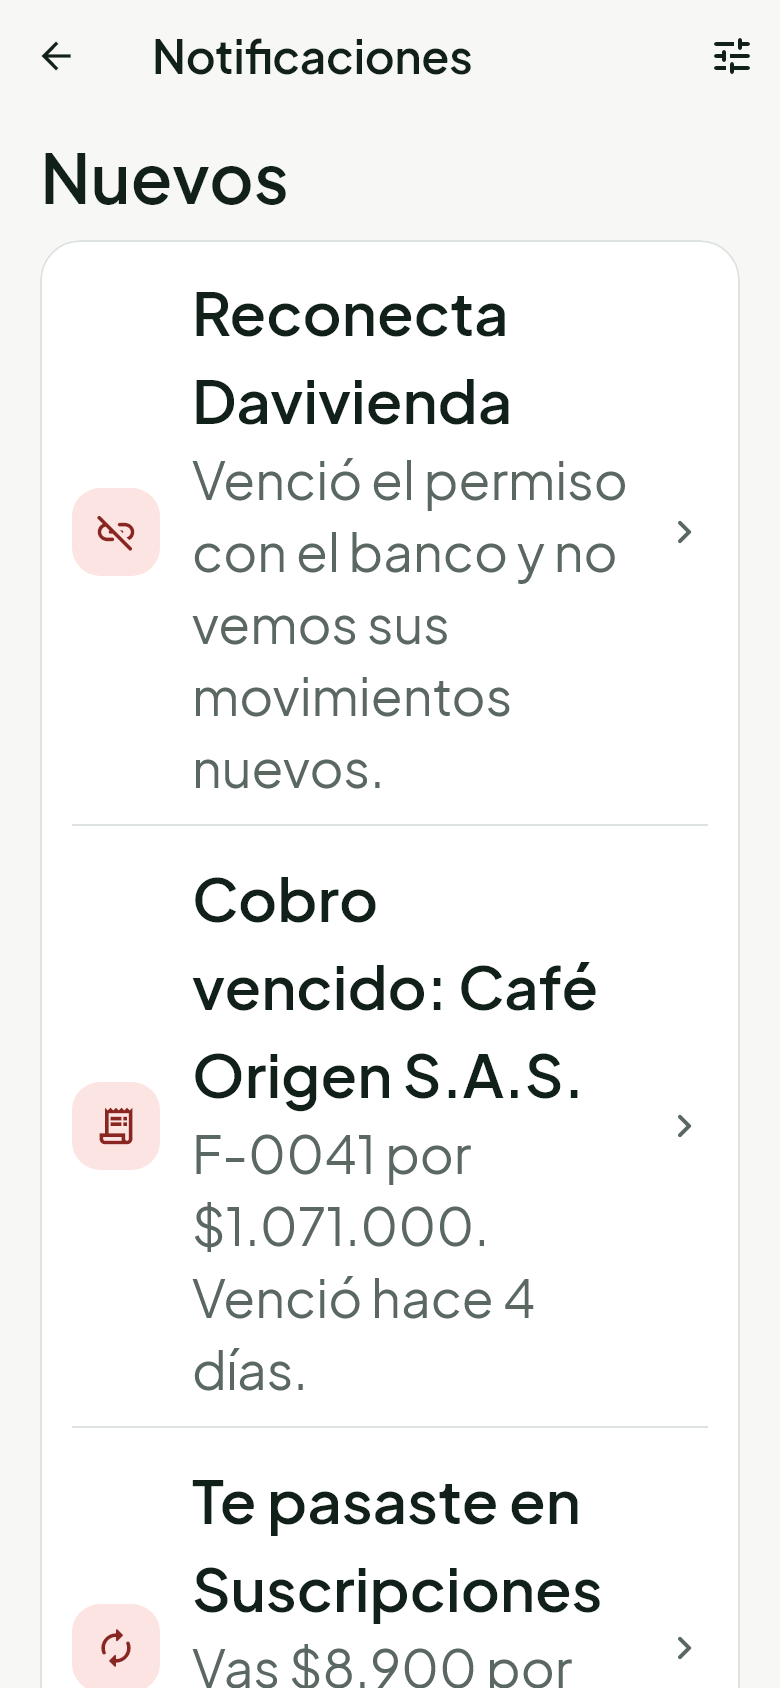 Notificaciones
Nuevos
Reconecta
Davivienda
Venció el permiso
con el banco y no
vemos sus
movimientos
nuevos.
Cobro
vencido: Café
Origen S.A.S.
F-0041 por
$1.071.000.
Venció hace 4
días.
Te pasaste en
Suscripciones
Vas $8.900 por